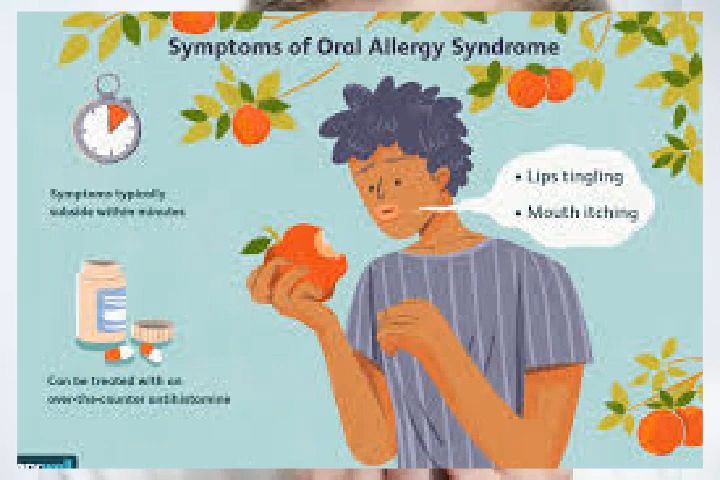 Symptoms of Oral Allergy Syndrome
• Lips tingling
Symptoms typically
subside within minutes
• Mouth itching
Can be treated with an
over-the-counter antihistamine